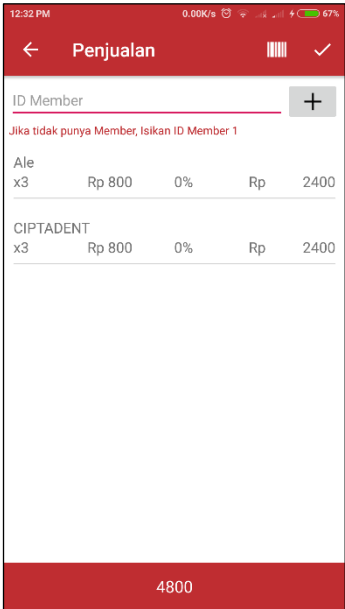 12:32 PM 0.00K/s 67%
Penjualan
ID Member
Jika tidak punya Member, Isikan ID Member 1
Ale
x3 Rp 800 0% Rp 2400
CIPTADENT
x3 Rp 800 0% Rp 2400
4800